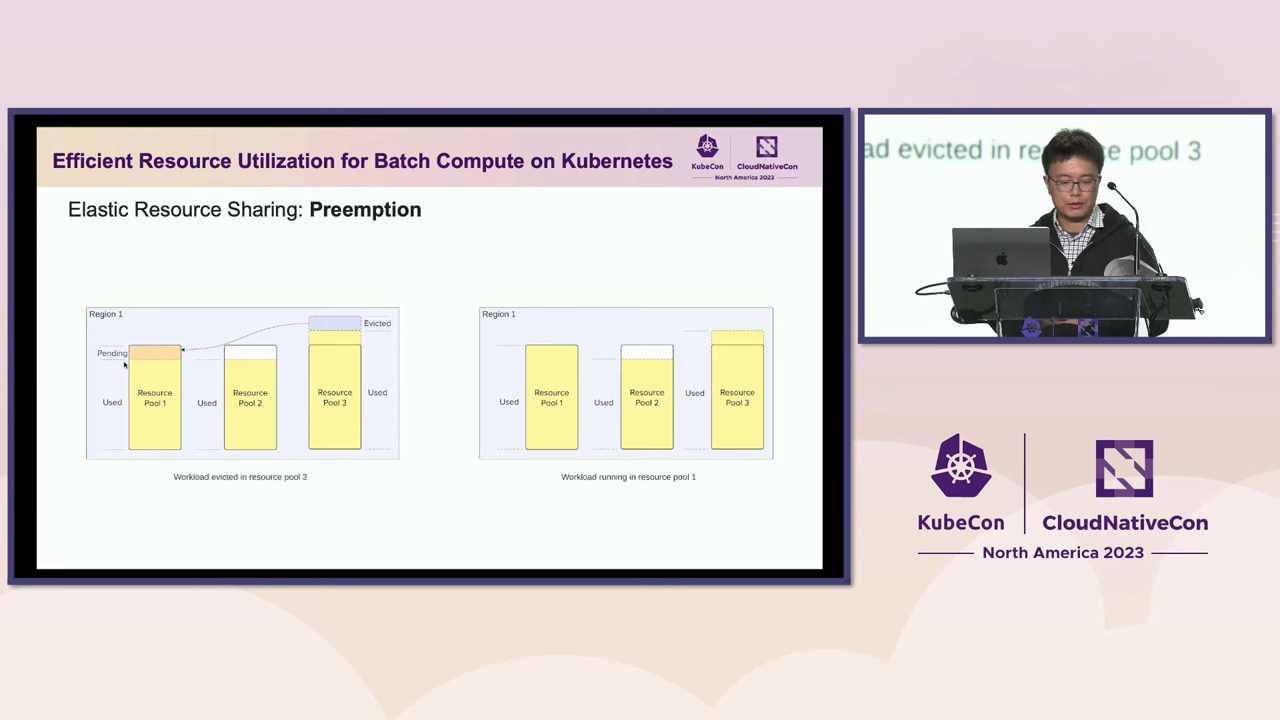 Efficient Resource Utilization for Batch Compute on Kubernetes
KubeCon
CloudNativeCon
North America 2023
Elastic Resource Sharing: Preemption
Region 1
Pending
Used
Resource
Pool 1
Used
Resource
Pool 2
Resource
Pool 3
Evicted
Used
Workload evicted in resource pool 3
Region 1
Used
Resource
Pool 1
Used
Resource
Pool 2
Used
Resource
Pool 3
Workload running in resource pool 1
ad evicted in re
e pool 3
KubeCon
CloudNativeCon
North America 2023